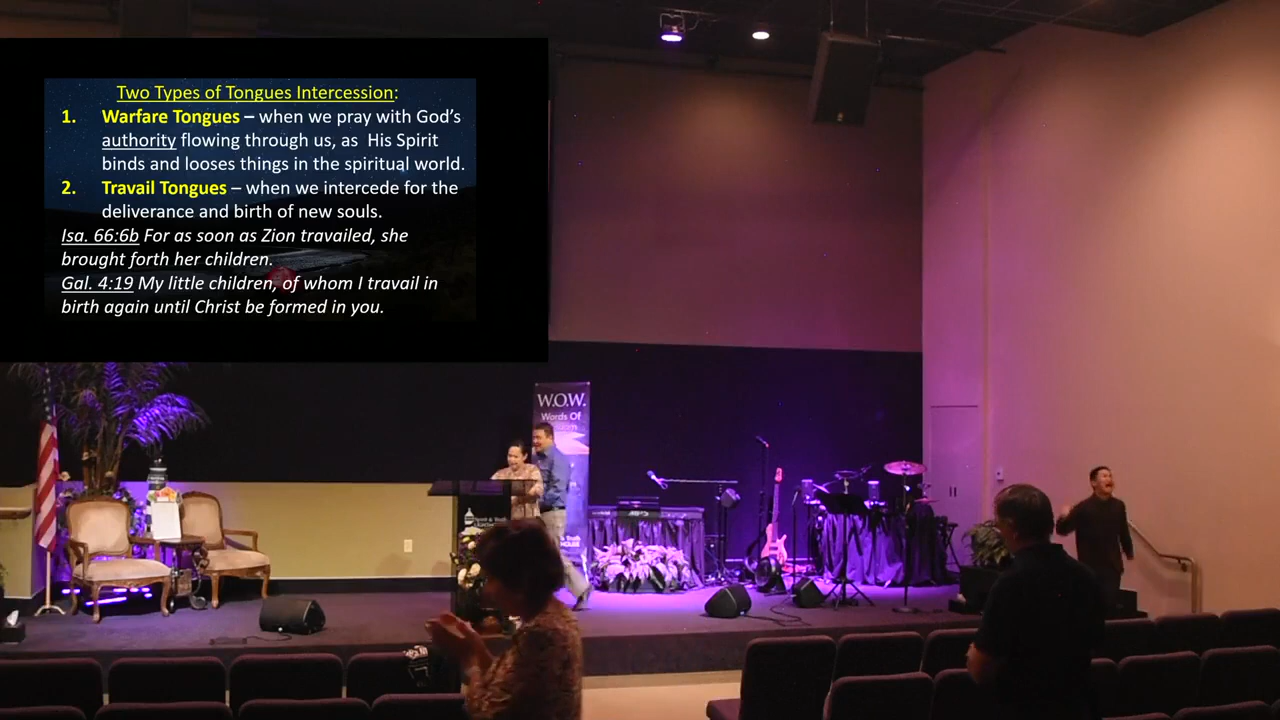 Two Types of Tongues Intercession:
1. Warfare Tongues – when we pray with God's
authority flowing through us, as His Spirit
binds and looses things in the spiritual world.
2. Travail Tongues – when we intercede for the
deliverance and birth of new souls.
Isa. 66:6b For as soon as Zion travailed, she
brought forth her children.
Gal. 4:19 My little children, of whom I travail in
birth again until Christ be formed in you.
W.O.W.
Words Of